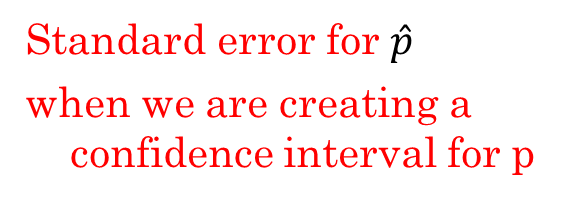 Standard error for p̂
when we are creating a
confidence interval for p